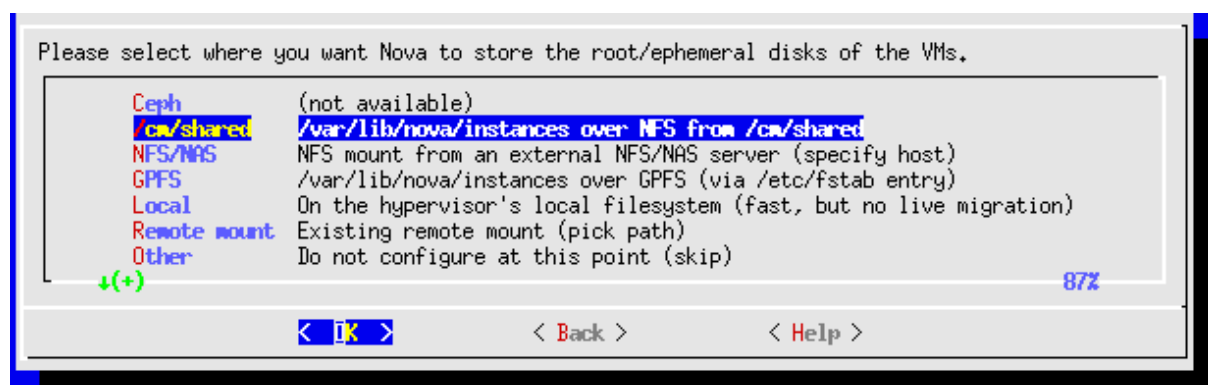 Please select where you want Nova to store the root/ephemeral disks of the VMs.
Ceph (not available)
/cm/shared /var/lib/nova/instances over NFS from /cm/shared
NFS/NAS NFS mount from an external NFS/NAS server (specify host)
GPFS /var/lib/nova/instances over GPFS (via /etc/fstab entry)
Local On the hypervisor's local filesystem (fast, but no live migration)
Remote mount Existing remote mount (pick path)
Other Do not configure at this point (skip)
↓(+) 87%
< OK > < Back > < Help >